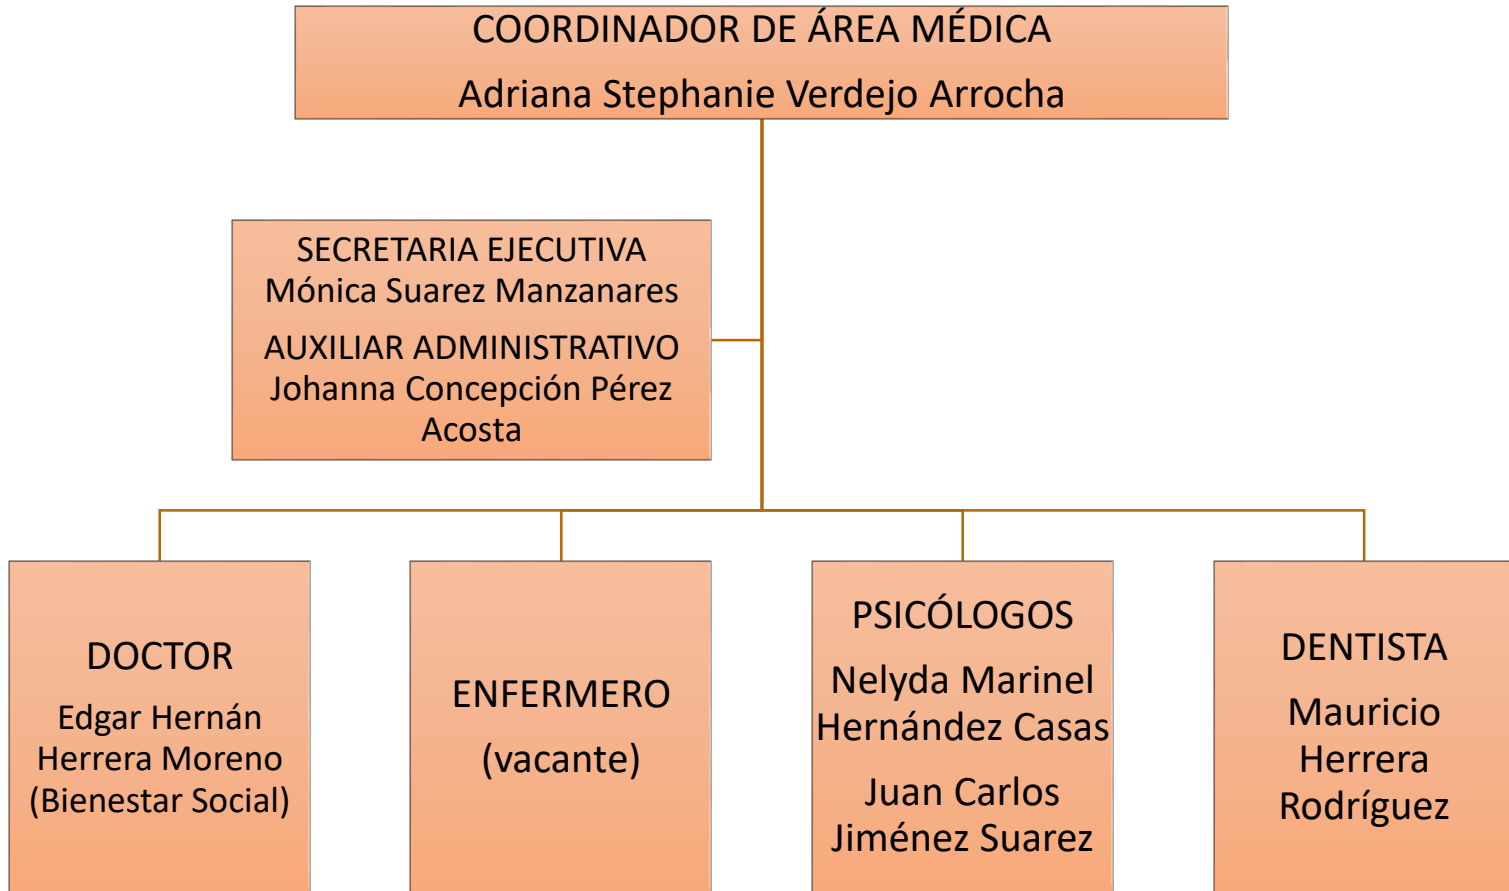 COORDINADOR DE ÁREA MÉDICA
Adriana Stephanie Verdejo Arrocha
SECRETARIA EJECUTIVA
Mónica Suarez Manzanares
AUXILIAR ADMINISTRATIVO
Johanna Concepción Pérez
Acosta
DOCTOR
Edgar Hernán
Herrera Moreno
(Bienestar Social)
ENFERMERO
(vacante)
PSICÓLOGOS
Nelyda Marinel
Hernández Casas
Juan Carlos
Jiménez Suarez
DENTISTA
Mauricio
Herrera
Rodríguez